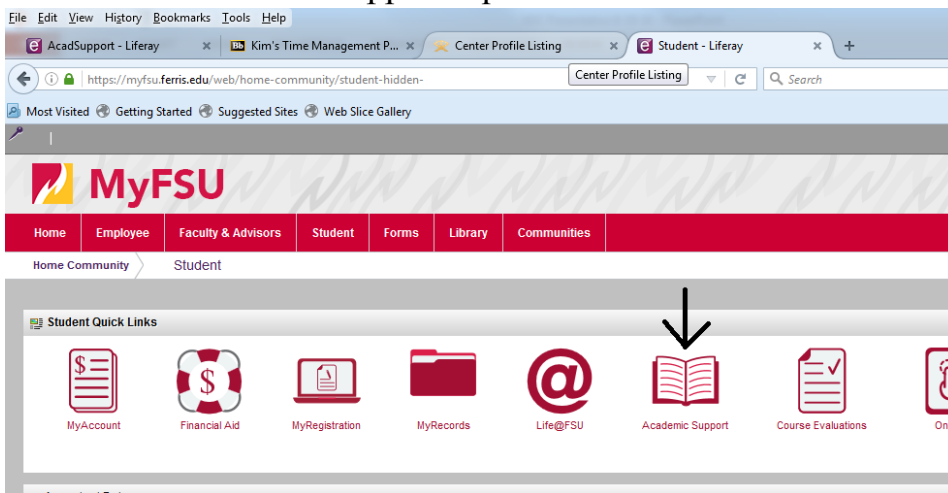 File Edit View History Bookmarks Tools Help
AcadSupport - Liferay × Bb Kim's Time Management P... × Center Profile Listing × Student - Liferay × +
https://myfsu.ferris.edu/web/home-community/student-hidden- Center Profile Listing Search
Most Visited Getting Started Suggested Sites Web Slice Gallery
MyFSU
Home Employee Faculty & Advisors Student Forms Library Communities
Home Community Student
Student Quick Links
MyAccount Financial Aid MyRegistration MyRecords Life@FSU Academic Support Course Evaluations On